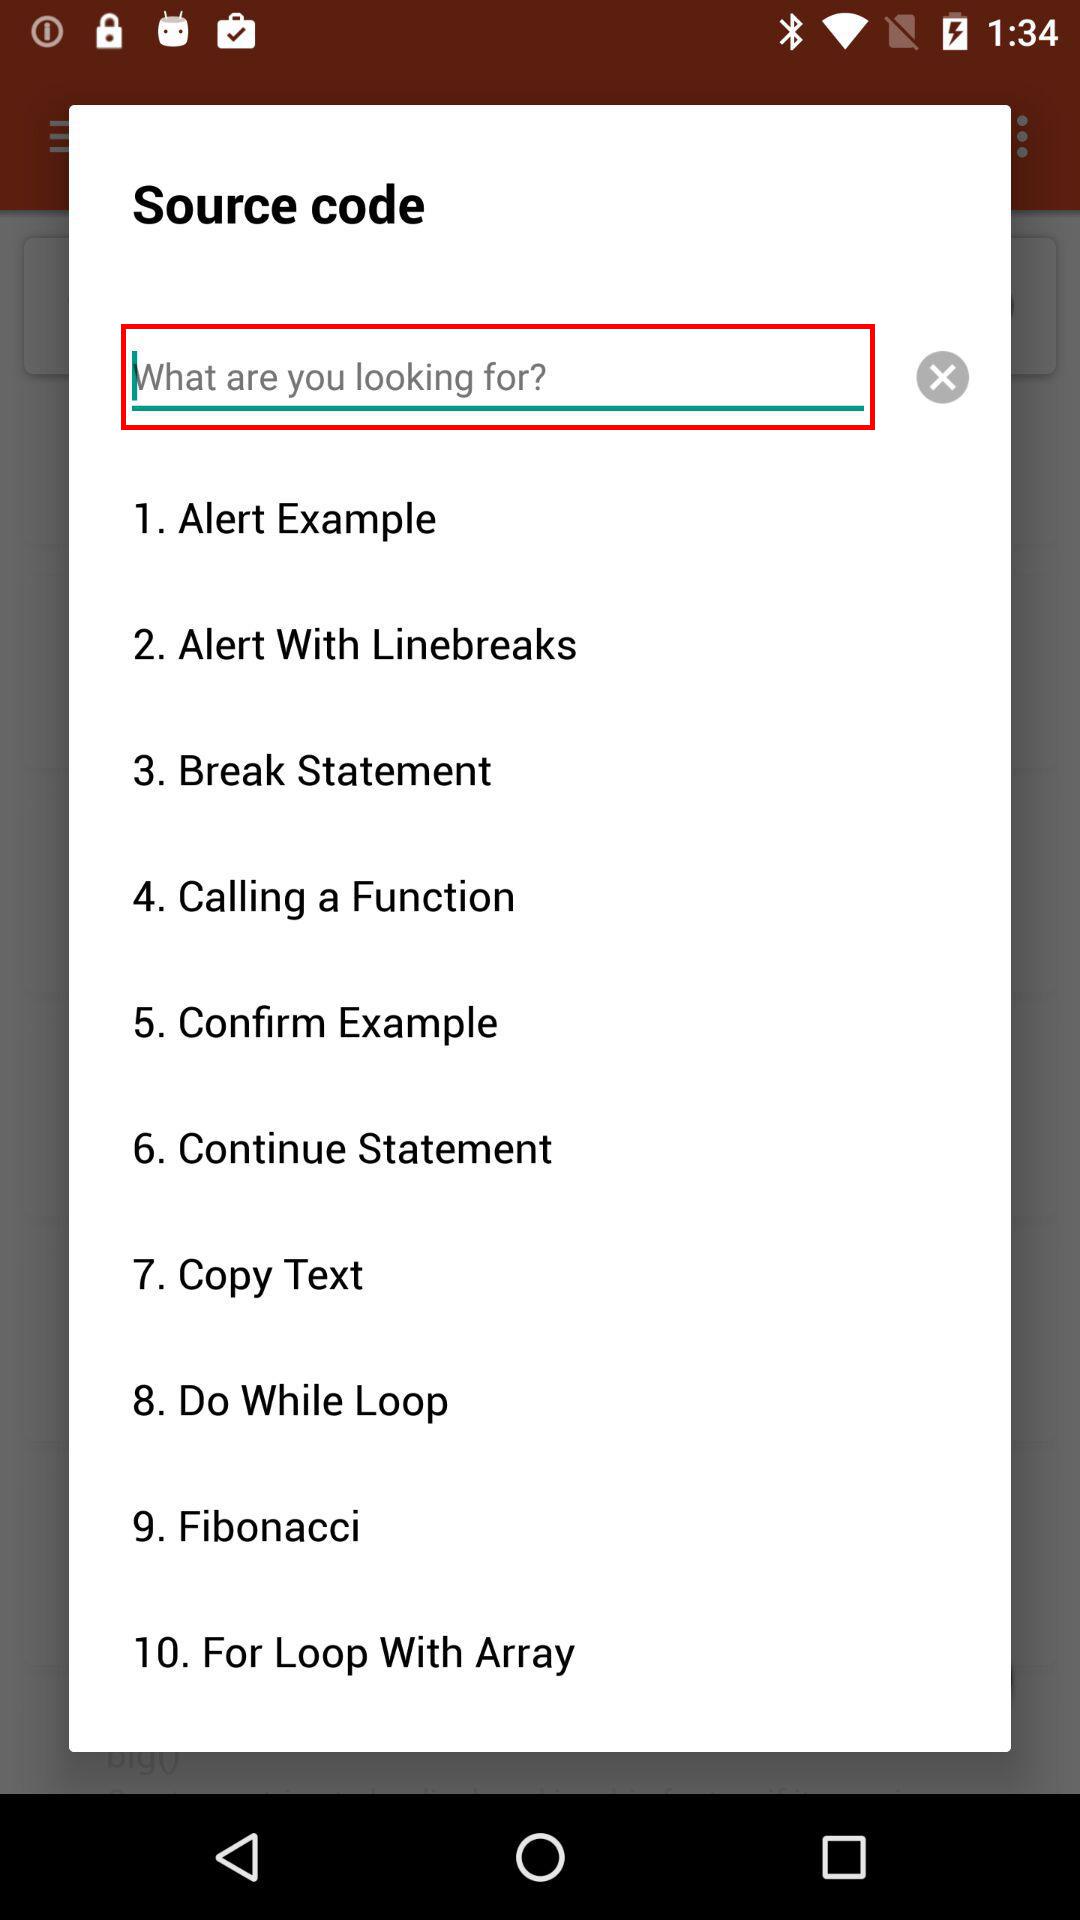 1:34
Source code
What are you looking for?
1. Alert Example
2. Alert With Linebreaks
3. Break Statement
4. Calling a Function
5. Confirm Example
6. Continue Statement
7. Copy Text
8. Do While Loop
9. Fibonacci
10. For Loop With Array
big()